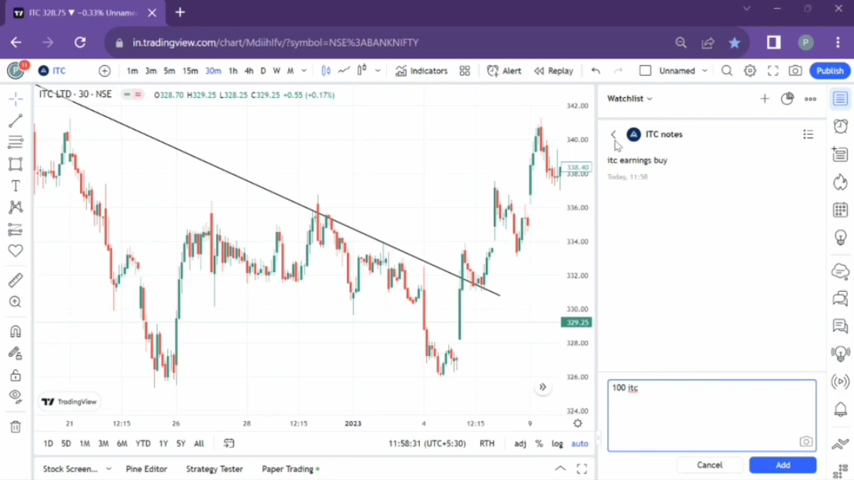 ITC 328.75 ▼ −0.33% Unname
in.tradingview.com/chart/MdiihIfv/?symbol=NSE%3ABANKNIFTY
P
11
ITC
1m 3m 5m 15m 30m 1h 4h D W M
Indicators
Alert
Replay
Unnamed
Publish
ITC LTD · 30 · NSE
O328.70 H329.25 L328.25 C329.25 +0.55 (+0.17%)
342.00
340.00
338.40
338.00
336.00
334.00
332.00
330.00
329.25
328.00
326.00
324.00
TradingView
21 12:15 26 28 12:15 2023 4 12:15 9
1D 5D 1M 3M 6M YTD 1Y 5Y All
11:58:31 (UTC+5:30) RTH adj % log auto
Stock Screen... Pine Editor Strategy Tester Paper Trading
Watchlist
ITC notes
itc earnings buy
Today, 11:58
100 itc
Cancel
Add